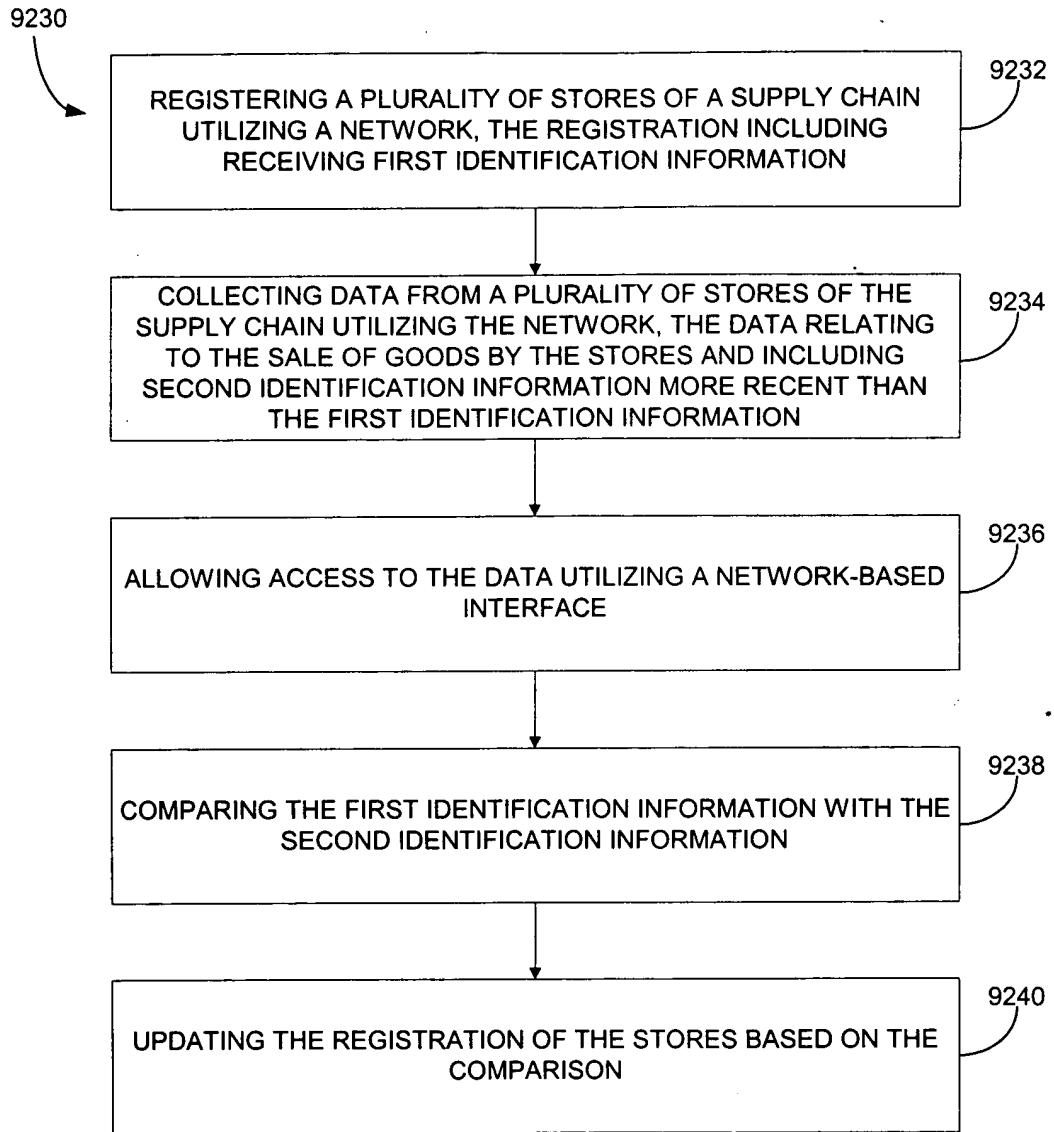 9230
9232
REGISTERING A PLURALITY OF STORES OF A SUPPLY CHAIN
UTILIZING A NETWORK, THE REGISTRATION INCLUDING
RECEIVING FIRST IDENTIFICATION INFORMATION
9234
COLLECTING DATA FROM A PLURALITY OF STORES OF THE
SUPPLY CHAIN UTILIZING THE NETWORK, THE DATA RELATING
TO THE SALE OF GOODS BY THE STORES AND INCLUDING
SECOND IDENTIFICATION INFORMATION MORE RECENT THAN
THE FIRST IDENTIFICATION INFORMATION
9236
ALLOWING ACCESS TO THE DATA UTILIZING A NETWORK-BASED
INTERFACE
9238
COMPARING THE FIRST IDENTIFICATION INFORMATION WITH THE
SECOND IDENTIFICATION INFORMATION
9240
UPDATING THE REGISTRATION OF THE STORES BASED ON THE
COMPARISON